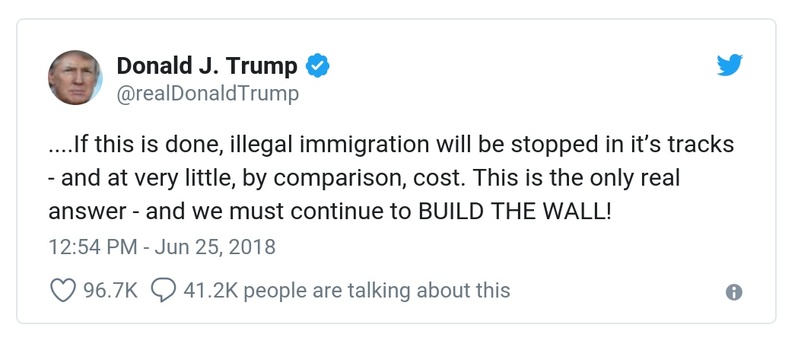 Donald J. Trump
@realDonaldTrump
....If this is done, illegal immigration will be stopped in it’s tracks
- and at very little, by comparison, cost. This is the only real
answer - and we must continue to BUILD THE WALL!
12:54 PM - Jun 25, 2018
96.7K 41.2K people are talking about this